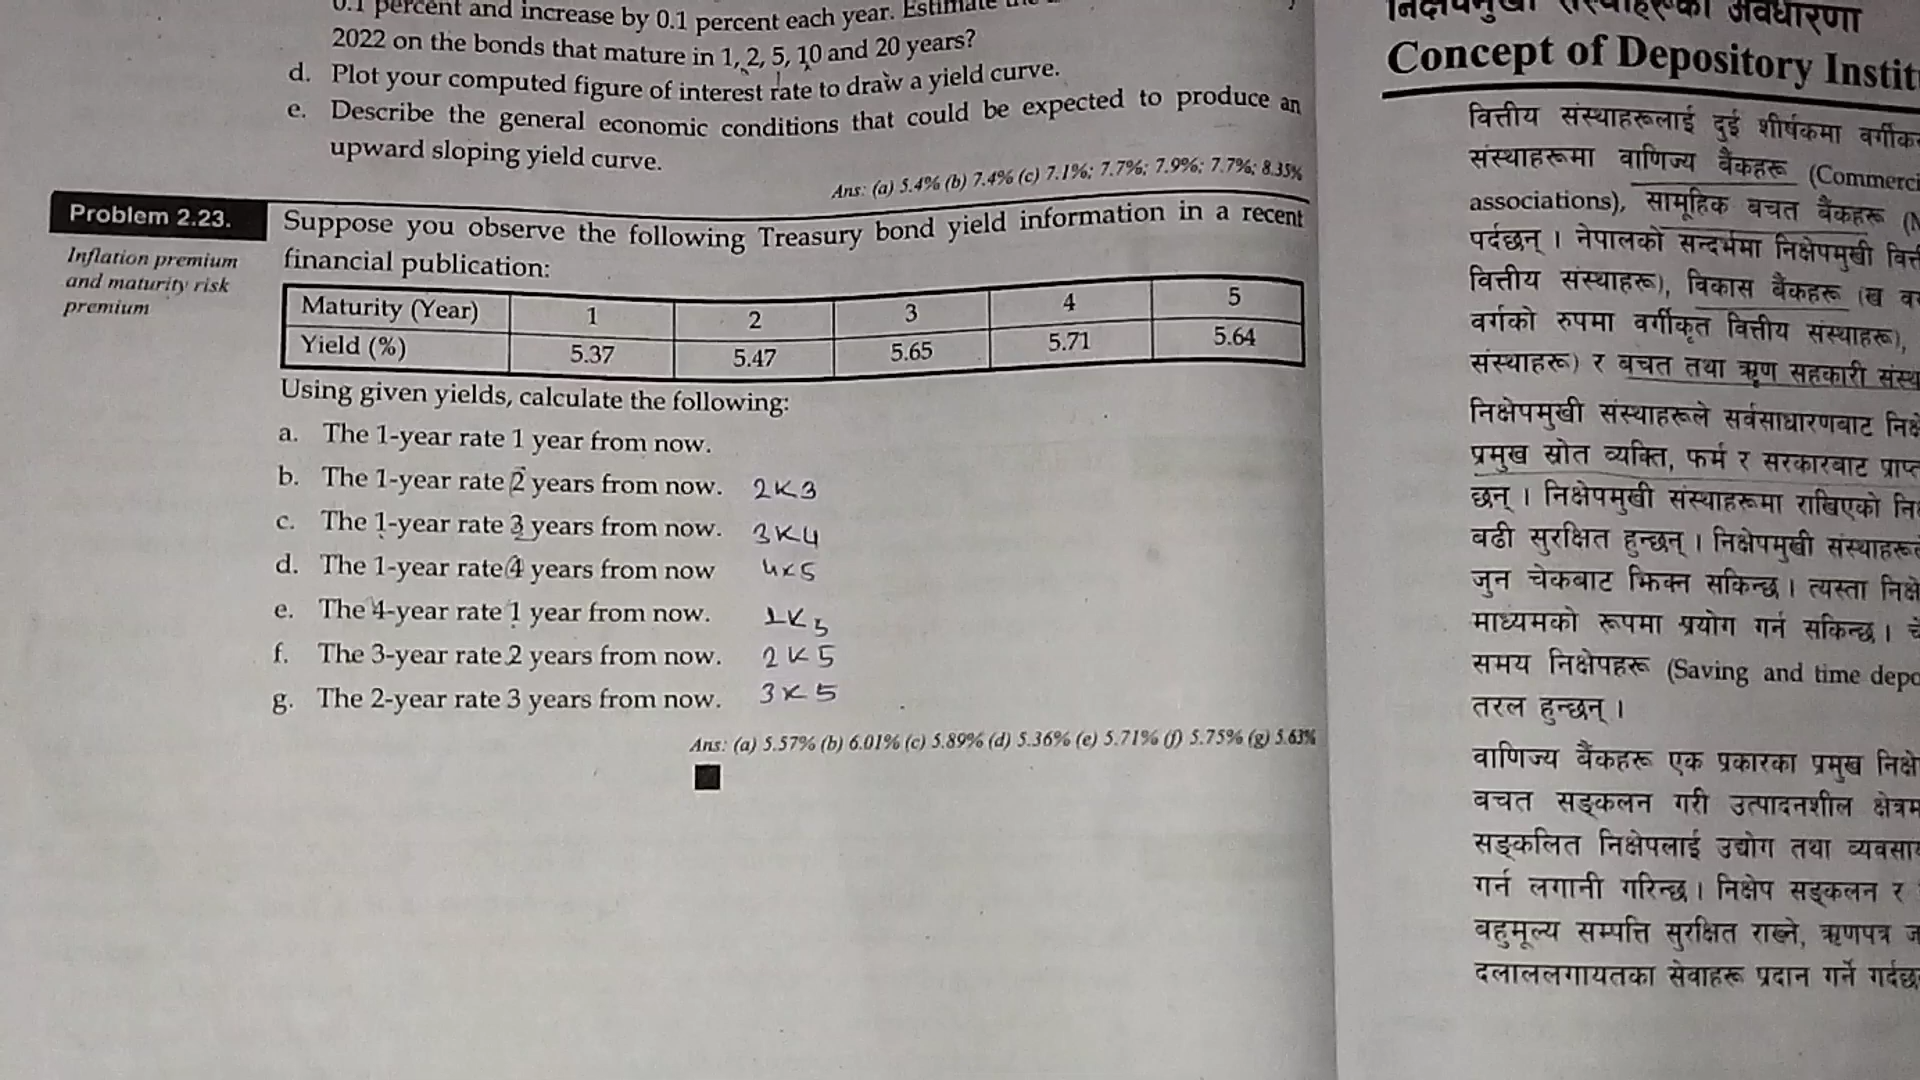 0.1 percent and increase by 0.1 percent each year. Estimate
2022 on the bonds that mature in 1, 2, 5, 10 and 20 years?
d. Plot your computed figure of interest rate to draw a yield curve.
e. Describe the general economic conditions that could be expected to produce an
upward sloping yield curve.
Ans: (a) 5.4% (b) 7.4% (c) 7.1%; 7.7%; 7.9%; 7.7%; 8.35%
Problem 2.23.
Inflation premium
and maturity risk
premium
Suppose you observe the following Treasury bond yield information in a recent
financial publication:
Maturity (Year) 1 2 3 4 5
Yield (%) 5.37 5.47 5.65 5.71 5.64
Using given yields, calculate the following:
a. The 1-year rate 1 year from now.
b. The 1-year rate 2 years from now. 2K3
c. The 1-year rate 3 years from now. 3K4
d. The 1-year rate 4 years from now 4K5
e. The 4-year rate 1 year from now. 1K5
f. The 3-year rate 2 years from now. 2K5
g. The 2-year rate 3 years from now. 3K5
Ans: (a) 5.57% (b) 6.01% (c) 5.89% (d) 5.36% (e) 5.71% (f) 5.75% (g) 5.63%
अवधारणा
Concept of Depository
वित्तीय संस्थाहरूलाई दुई शीर्षकमा
संस्थाहरूमा वाणिज्य बैंकहरू
associations), सामूहिक बचत बैंकहरू
पर्दछन् । नेपालको सन्दर्भमा निक्षेपमुखी
वित्तीय संस्थाहरू), विकास बैंकहरू (ख
वर्गको रुपमा वर्गीकृत वित्तीय संस्थाहरू),
संस्थाहरू) र बचत तथा ऋण सहकारी
निक्षेपमुखी संस्थाहरूले सर्वसाधारणबाट
प्रमुख स्रोत व्यक्ति, फर्म र सरकारबाट
छन् । निक्षेपमुखी संस्थाहरूमा राखिएको
बढी सुरक्षित हुन्छन् ।
जुन चेकबाट झिक्न सकिन्छ । त्यस्ता
माध्यमको रूपमा प्रयोग गर्न सकिन्छ ।
समय निक्षेपहरू (Saving and time
तरल हुन्छन् ।
वाणिज्य बैंकहरू एक प्रकारका प्रमुख
बचत सङ्कलन गरी उत्पादनशील
सङ्कलित निक्षेपलाई उद्योग तथा
गर्न लगानी गरिन्छ । निक्षेप सङ्कलन र
बहुमूल्य सम्पत्ति सुरक्षित राख्ने, ऋणपत्र
दलाललगायतका सेवाहरू प्रदान गर्ने